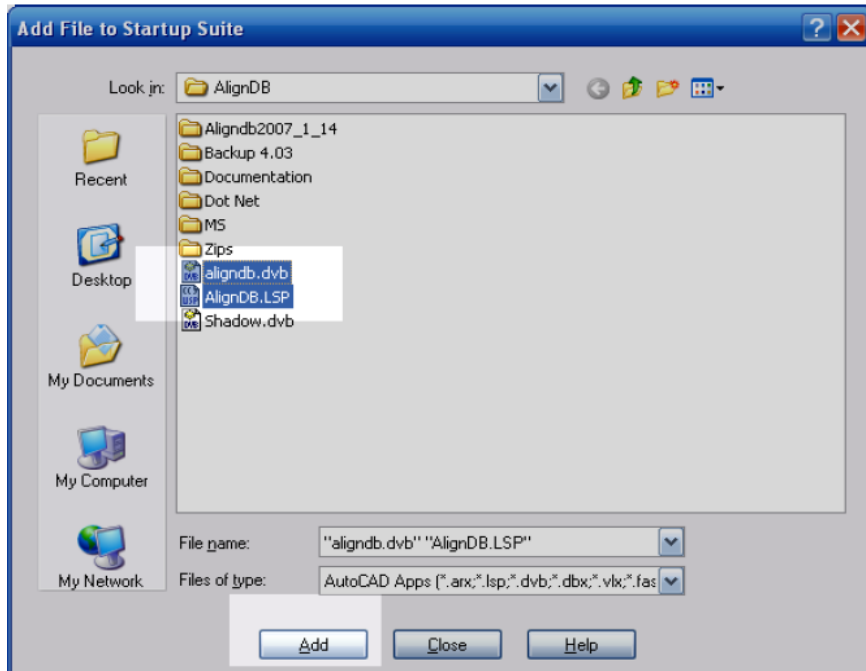 Add File to Startup Suite
Look in: AlignDB
Recent
Desktop
My Documents
My Computer
My Network
Aligndb2007_1_14
Backup 4.03
Documentation
Dot Net
MS
Zips
aligndb.dvb
AlignDB.LSP
Shadow.dvb
File name: "aligndb.dvb" "AlignDB.LSP"
Files of type: AutoCAD Apps (*.arx;*.lsp;*.dvb;*.dbx;*.vlx;*.fas
Add Close Help